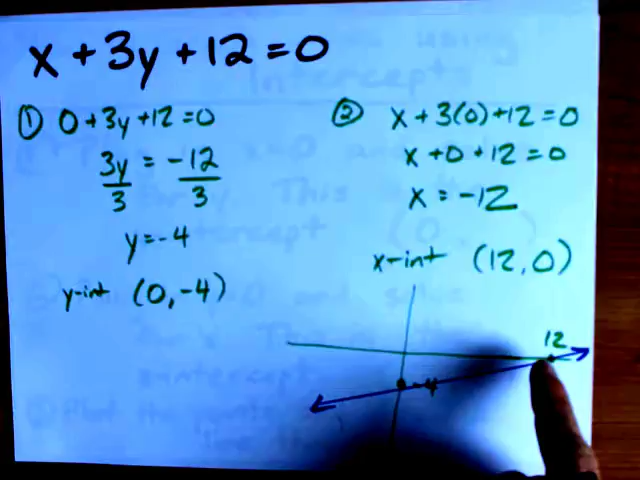 x + 3y + 12 = 0
① 0 + 3y + 12 = 0
3y = -12
3 3
y = -4
y-int (0, -4)
② x + 3(0) + 12 = 0
x + 0 + 12 = 0
x = -12
x-int (12, 0)
12
-4